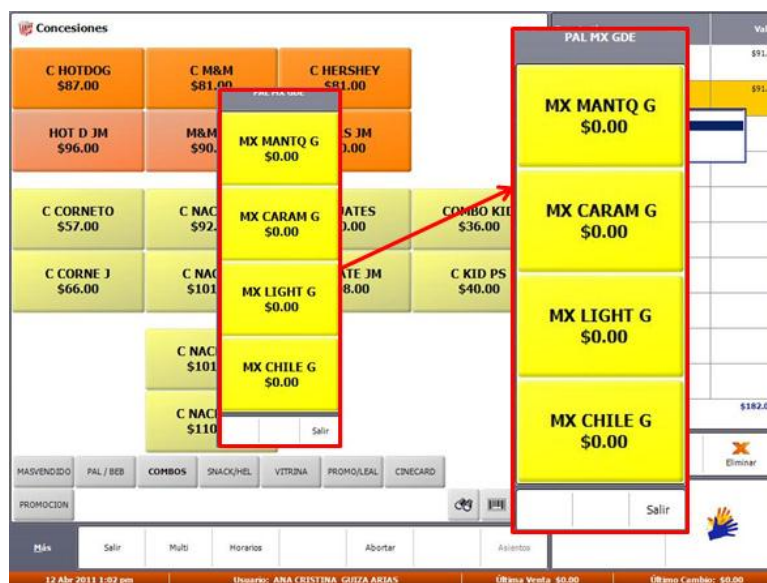 Concesiones
C HOTDOG
$87.00
C M&M
$81.00
C HERSHEY
$81.00
HOT D JM
$96.00
M&M
$90.
S JM
0.00
C CORNETO
$57.00
C NAC
$92.
ATES
0.00
COMBO KID
$36.00
C CORNE J
$66.00
C NAC
$101
TE JM
8.00
C KID PS
$40.00
C NAC
$101
C NAC
$110
PAL MX GDE
MX MANTQ G
$0.00
MX CARAM G
$0.00
MX LIGHT G
$0.00
MX CHILE G
$0.00
Salir
PAL MX GDE
MX MANTQ G
$0.00
MX CARAM G
$0.00
MX LIGHT G
$0.00
MX CHILE G
$0.00
Salir
Val
$91.
$91.
$182.0
Eliminar
MASVENDIDO
PAL / BEB
COMBOS
SNACK/HEL
VITRINA
PROMO/LEAL
CINECARD
PROMOCION
Más
Salir
Multi
Horarios
Abortar
Asientos
12 Abr 2011 1:02 pm
Usuario: ANA CRISTINA GUIZA ARIAS
Última Venta $0.00
Último Cambio: $0.00